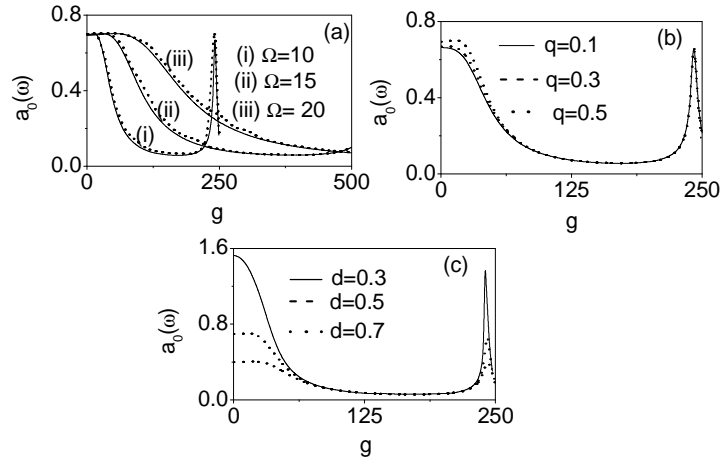 (a)
0.8
0.4
0.0
a₀(ω)
(i)
(ii)
(iii)
(i) Ω=10
(ii) Ω=15
(iii) Ω= 20
0 250 500
g
(b)
0.8
0.4
0.0
a₀(ω)
q=0.1
q=0.3
q=0.5
0 125 250
g
(c)
1.6
0.8
0.0
a₀(ω)
d=0.3
d=0.5
d=0.7
0 125 250
g